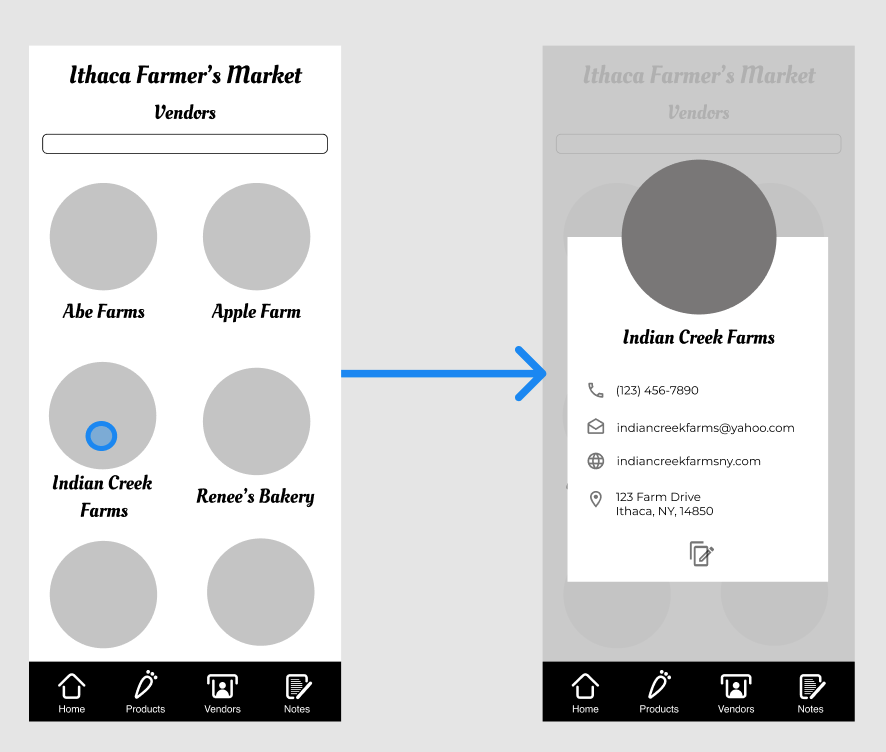 Ithaca Farmer's Market
Vendors
Abe Farms
Apple Farm
Indian Creek
Farms
Renee's Bakery
Home
Products
Vendors
Notes
Ithaca Farmer's Market
Vendors
Indian Creek Farms
(123) 456-7890
indiancreekfarms@yahoo.com
indiancreekfarmsny.com
123 Farm Drive
Ithaca, NY, 14850
Home
Products
Vendors
Notes